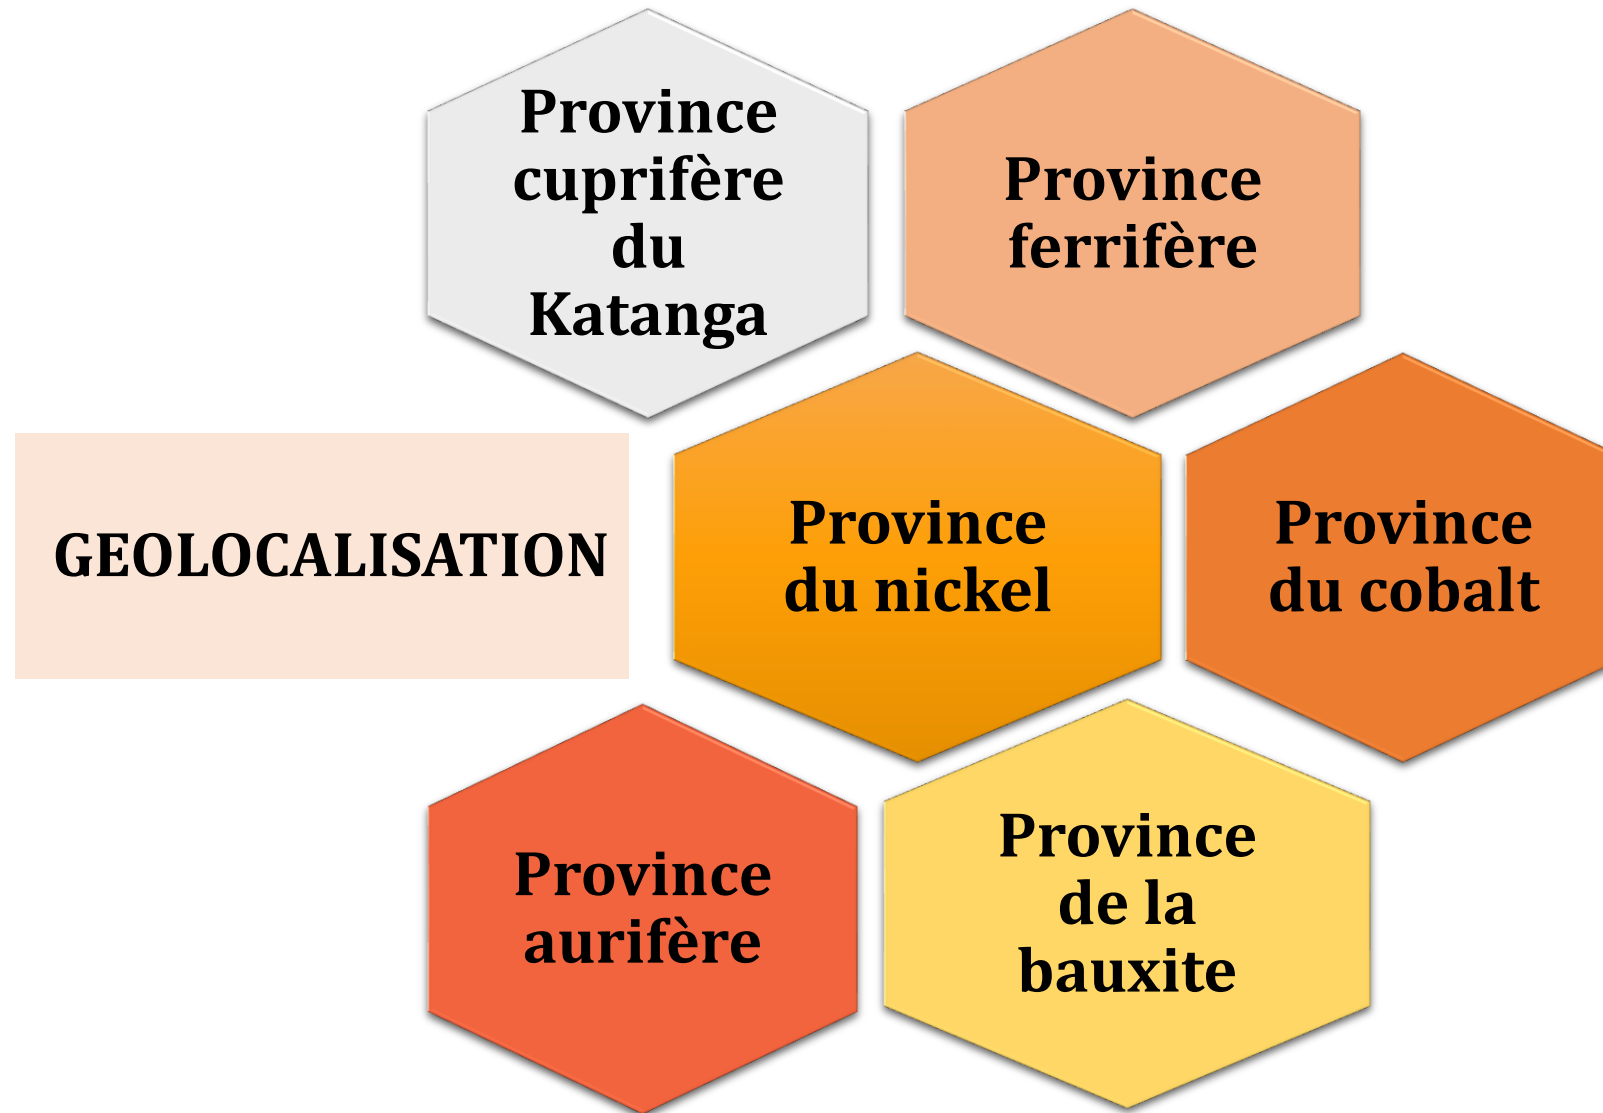 Province
cuprifère
du
Katanga
Province
ferrifère
GEOLOCALISATION
Province
du nickel
Province
du cobalt
Province
aurifère
Province
de la
bauxite